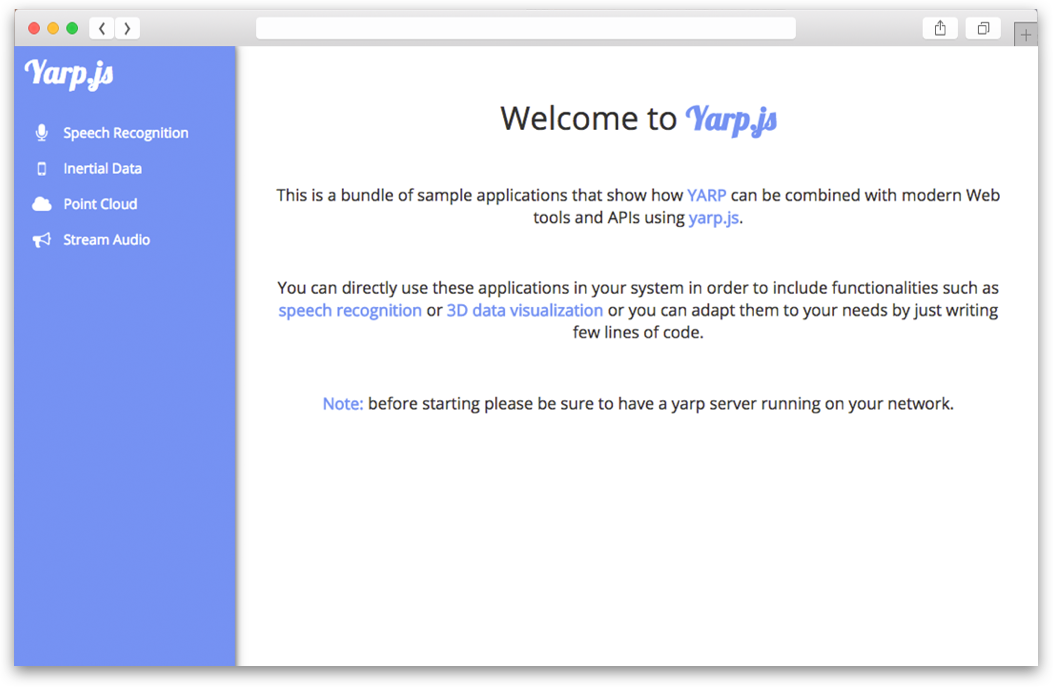 Yarp.js
Speech Recognition
Inertial Data
Point Cloud
Stream Audio
Welcome to Yarp.js
This is a bundle of sample applications that show how YARP can be combined with modern Web
tools and APIs using yarp.js.
You can directly use these applications in your system in order to include functionalities such as
speech recognition or 3D data visualization or you can adapt them to your needs by just writing
few lines of code.
Note: before starting please be sure to have a yarp server running on your network.